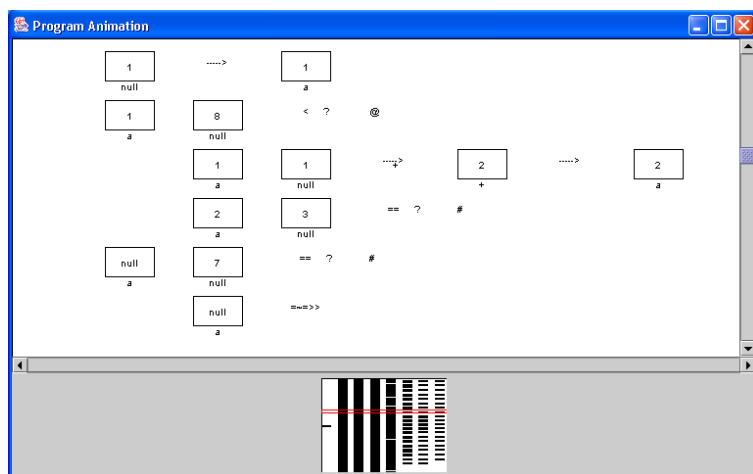 Program Animation
1 -----> 1
null a
1 8 < ? @
a null
1 1 -----> + 2 -----> 2
a null + a
2 3 == ? #
a null
null 7 == ? #
a null
null =~=>>
a